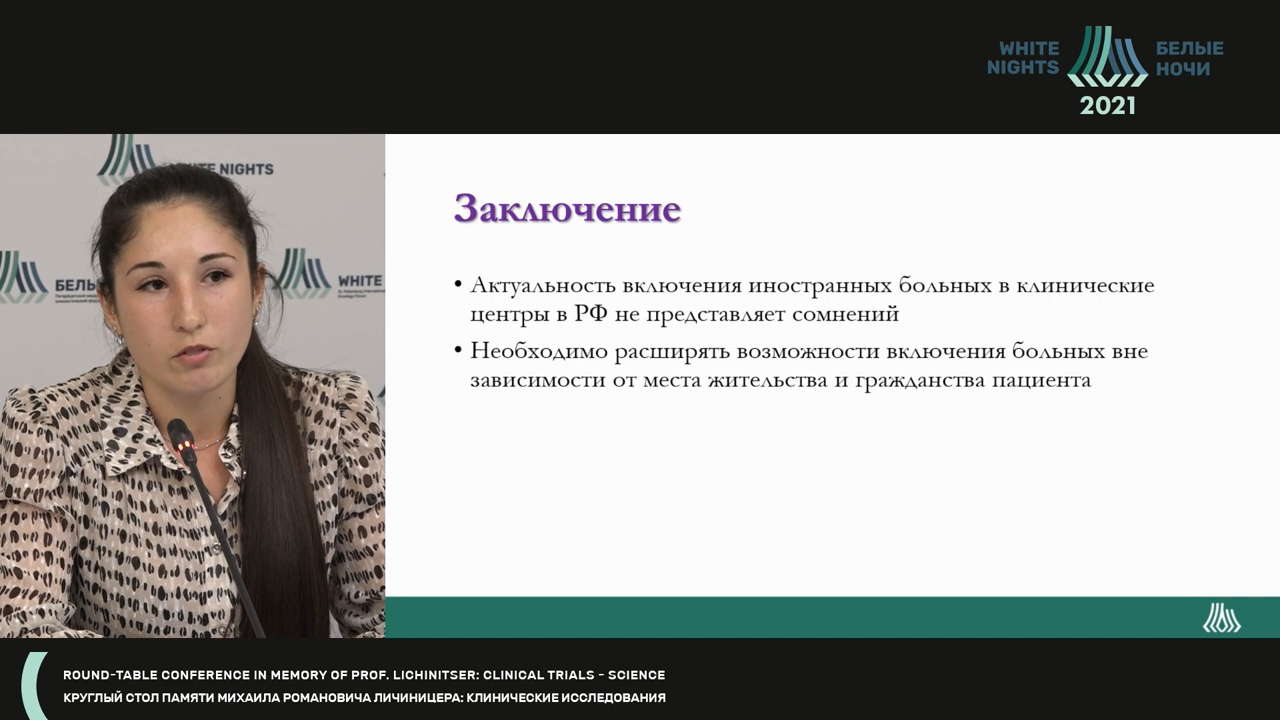 WHITE
NIGHTS
БЕЛЫЕ
НОЧИ
2021
WHITE NIGHTS
БЕЛЫ
WHITE
Заключение
• Актуальность включения иностранных больных в клинические
центры в РФ не представляет сомнений
• Необходимо расширять возможности включения больных вне
зависимости от места жительства и гражданства пациента
ROUND-TABLE CONFERENCE IN MEMORY OF PROF. LICHINITSER: CLINICAL TRIALS - SCIENCE
КРУГЛЫЙ СТОЛ ПАМЯТИ МИХАИЛА РОМАНОВИЧА ЛИЧИНИЦЕРА: КЛИНИЧЕСКИЕ ИССЛЕДОВАНИЯ